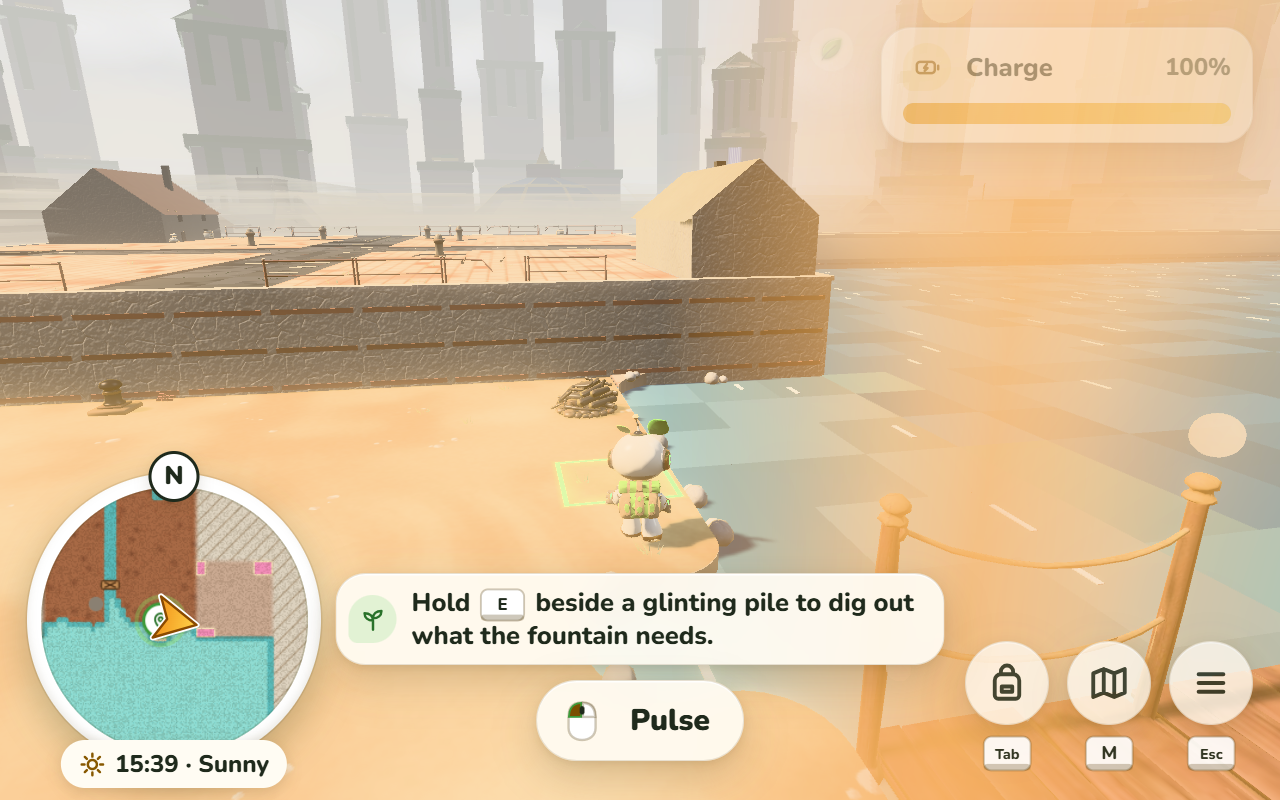 Charge 100%
N
Hold E beside a glinting pile to dig out
what the fountain needs.
Pulse
15:39 · Sunny
Tab M Esc